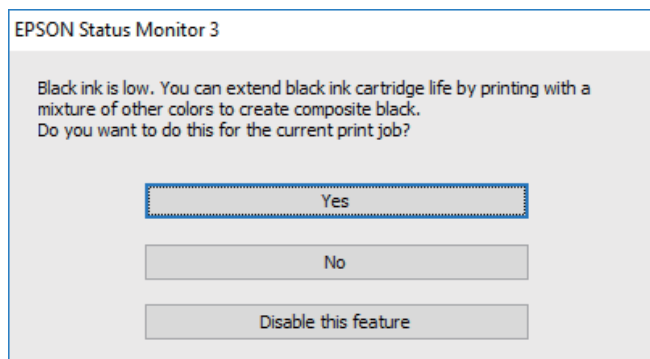 EPSON Status Monitor 3
Black ink is low. You can extend black ink cartridge life by printing with a
mixture of other colors to create composite black.
Do you want to do this for the current print job?
Yes
No
Disable this feature